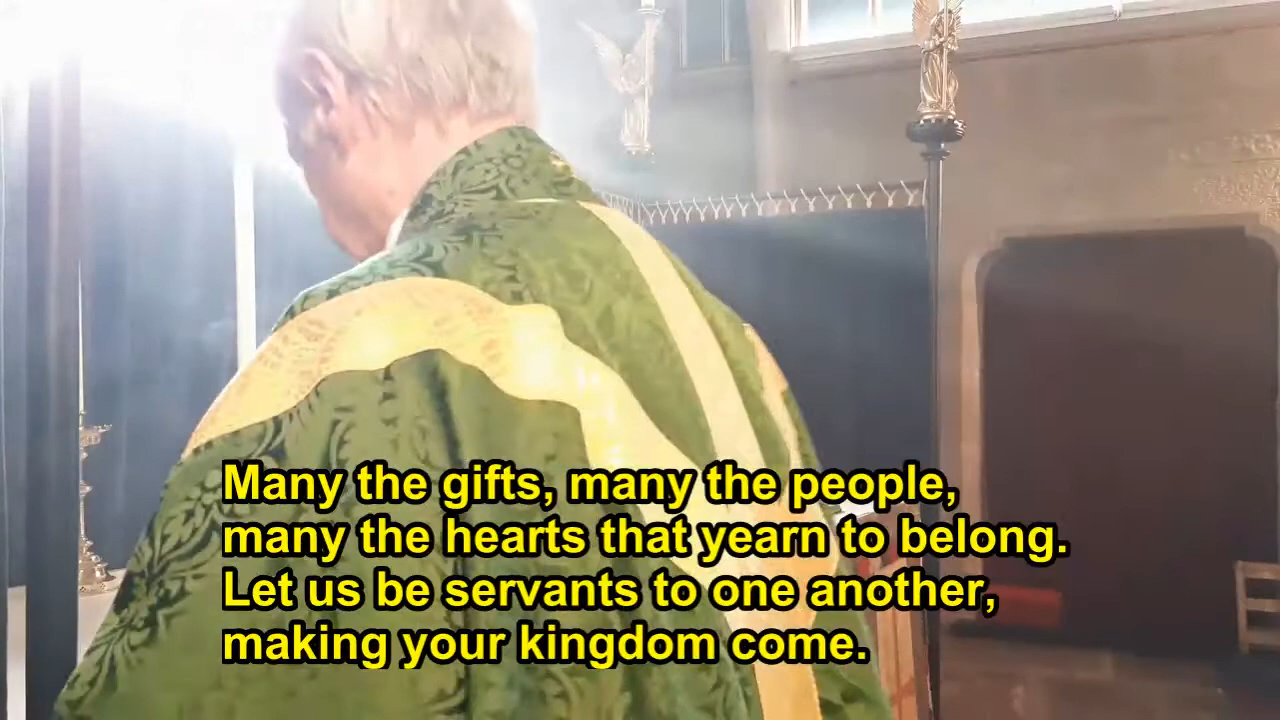 Many the gifts, many the people,
many the hearts that yearn to belong.
Let us be servants to one another,
making your kingdom come.